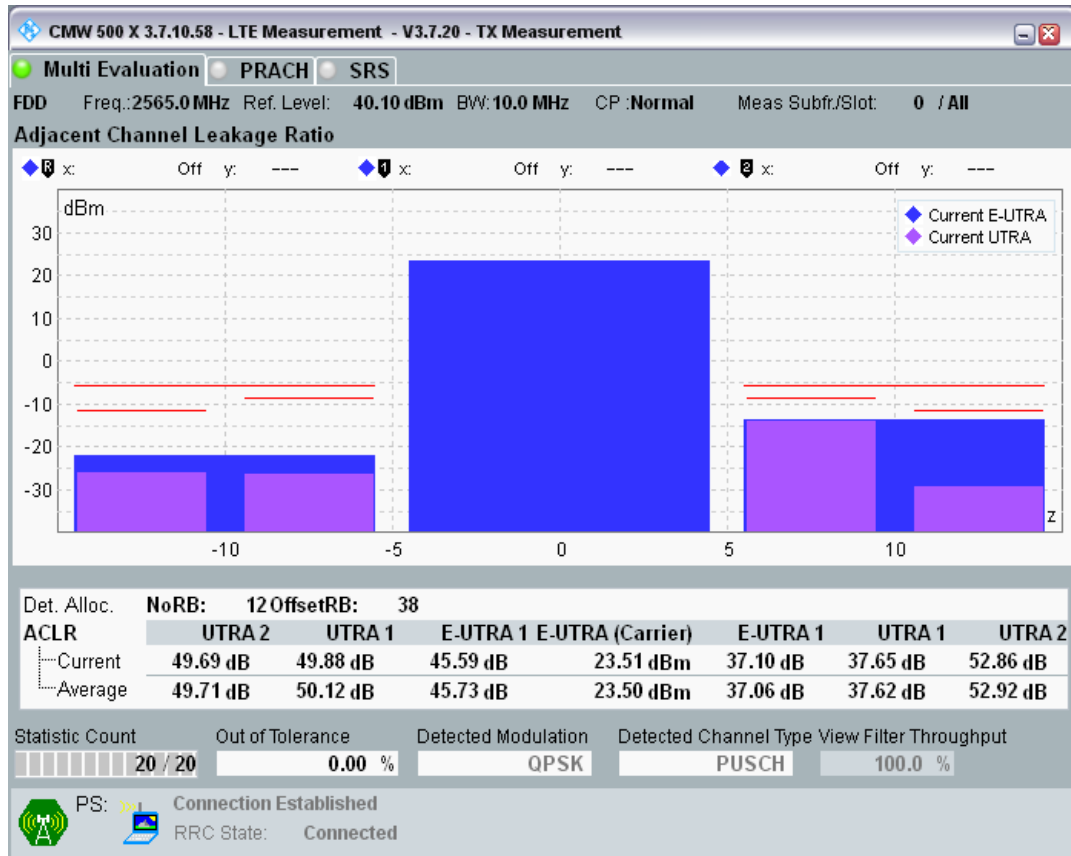 CMW 500 X 3.7.10.58 - LTE Measurement - V3.7.20 - TX Measurement
Multi Evaluation PRACH SRS
FDD Freq.:2565.0 MHz Ref. Level: 40.10 dBm BW:10.0 MHz CP :Normal Meas Subfr./Slot: 0 / All
Adjacent Channel Leakage Ratio
R x: Off y: --- 1 x: Off y: --- 2 x: Off y: ---
dBm
Current E-UTRA
Current UTRA
30
20
10
0
-10
-20
-30
z
-10 -5 0 5 10
Det. Alloc. NoRB: 12 OffsetRB: 38
ACLR UTRA 2 UTRA 1 E-UTRA 1 E-UTRA (Carrier) E-UTRA 1 UTRA 1 UTRA 2
Current 49.69 dB 49.88 dB 45.59 dB 23.51 dBm 37.10 dB 37.65 dB 52.86 dB
Average 49.71 dB 50.12 dB 45.73 dB 23.50 dBm 37.06 dB 37.62 dB 52.92 dB
Statistic Count Out of Tolerance Detected Modulation Detected Channel Type View Filter Throughput
20 / 20 0.00 % QPSK PUSCH 100.0 %
PS: Connection Established
RRC State: Connected